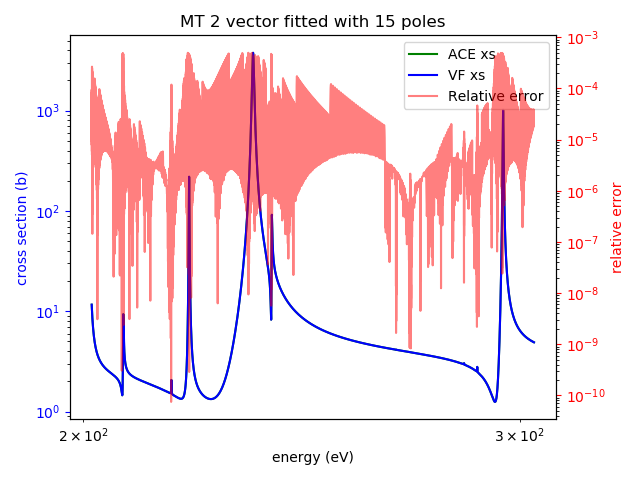 MT 2 vector fitted with 15 poles
ACE xs
VF xs
Relative error
cross section (b)
10³
10²
10¹
10⁰
10⁻³
10⁻⁴
10⁻⁵
10⁻⁶
10⁻⁷
10⁻⁸
10⁻⁹
10⁻¹⁰
relative error
2 × 10²
3 × 10²
energy (eV)